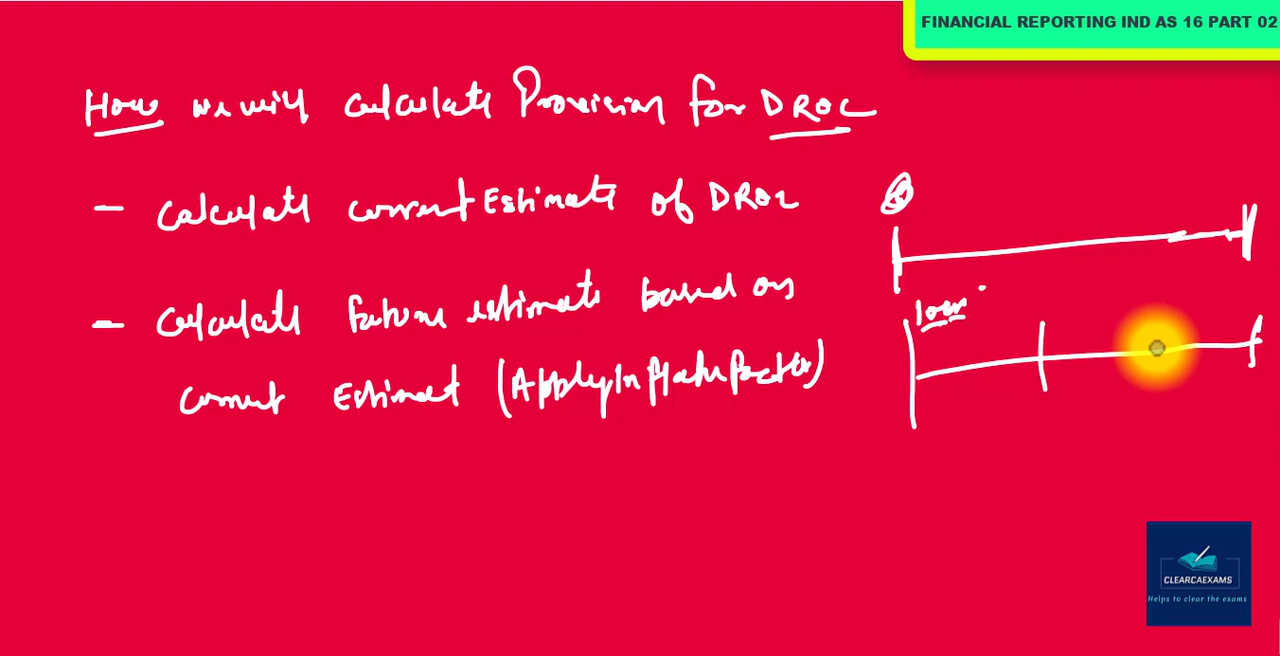 FINANCIAL REPORTING IND AS 16 PART 02
How we will calculate Provision for DROC
- Calculate current Estimate of DROC
- Calculate future estimate based on
current Estimate (Apply Inflation factor)
CLEARCAEXAMS
Helps to clear the exams